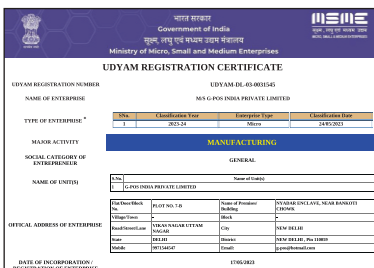 भारत सरकार
Government of India
सूक्ष्म, लघु एवं मध्यम उद्यम मंत्रालय
Ministry of Micro, Small and Medium Enterprises
MSME
UDYAM REGISTRATION CERTIFICATE
UDYAM REGISTRATION NUMBER UDYAM-DL-03-0031545
NAME OF ENTERPRISE M/S G-POS INDIA PRIVATE LIMITED
TYPE OF ENTERPRISE *
SNo. Classification Year Enterprise Type Classification Date
1 2023-24 Micro 24/05/2023
MAJOR ACTIVITY MANUFACTURING
SOCIAL CATEGORY OF ENTREPRENEUR GENERAL
NAME OF UNIT(S)
S.No. Name of Unit(s)
1 G-POS INDIA PRIVATE LIMITED
OFFICAL ADDRESS OF ENTERPRISE
Flat/Door/Block No. PLOT NO. 7-B Name of Premises/ Building NYADAR ENCLAVE, NEAR BANKOTI CHOWK
Village/Town - Block -
Road/Street/Lane VIKAS NAGAR UTTAM NAGAR City NEW DELHI
State DELHI District NEW DELHI , Pin 110059
Mobile 9971544547 Email: g-pos@hotmail.com
DATE OF INCORPORATION / 17/05/2023
REGISTRATION OF ENTERPRISE